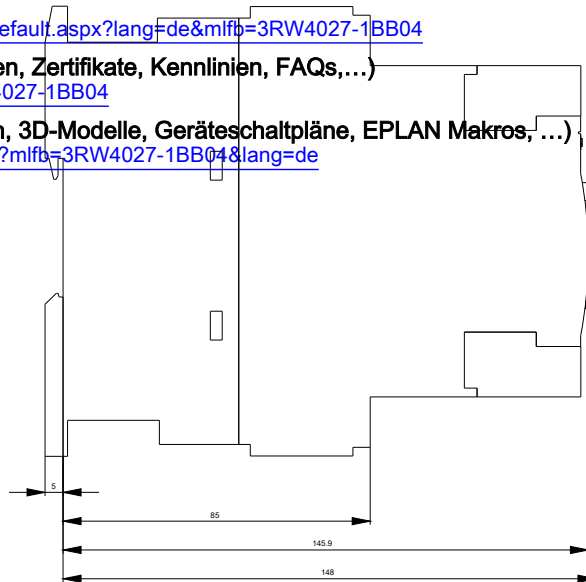 efault.aspx?lang=de&mlfb=3RW4027-1BB04
en, Zertifikate, Kennlinien, FAQs,…)
4027-1BB04
n, 3D-Modelle, Geräteschaltpläne, EPLAN Makros, …)
?mlfb=3RW4027-1BB04&lang=de
5
85
145.9
148